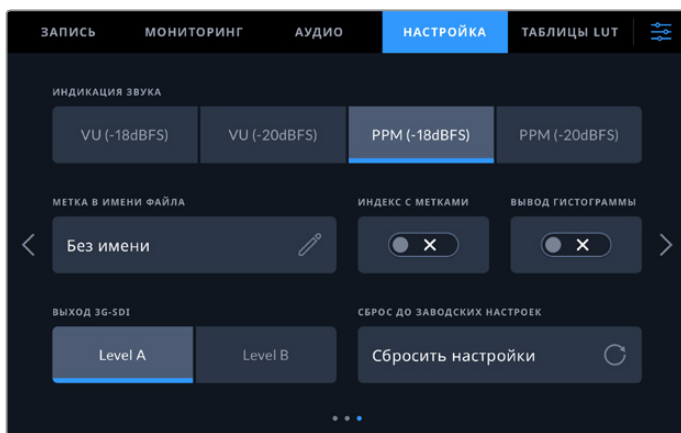 ЗАПИСЬ МОНИТОРИНГ АУДИО НАСТРОЙКА ТАБЛИЦЫ LUT
ИНДИКАЦИЯ ЗВУКА
VU (-18dBFS) VU (-20dBFS) PPM (-18dBFS) PPM (-20dBFS)
МЕТКА В ИМЕНИ ФАЙЛА ИНДЕКС С МЕТКАМИ ВЫВОД ГИСТОГРАММЫ
Без имени
ВЫХОД 3G-SDI СБРОС ДО ЗАВОДСКИХ НАСТРОЕК
Level A Level B Сбросить настройки